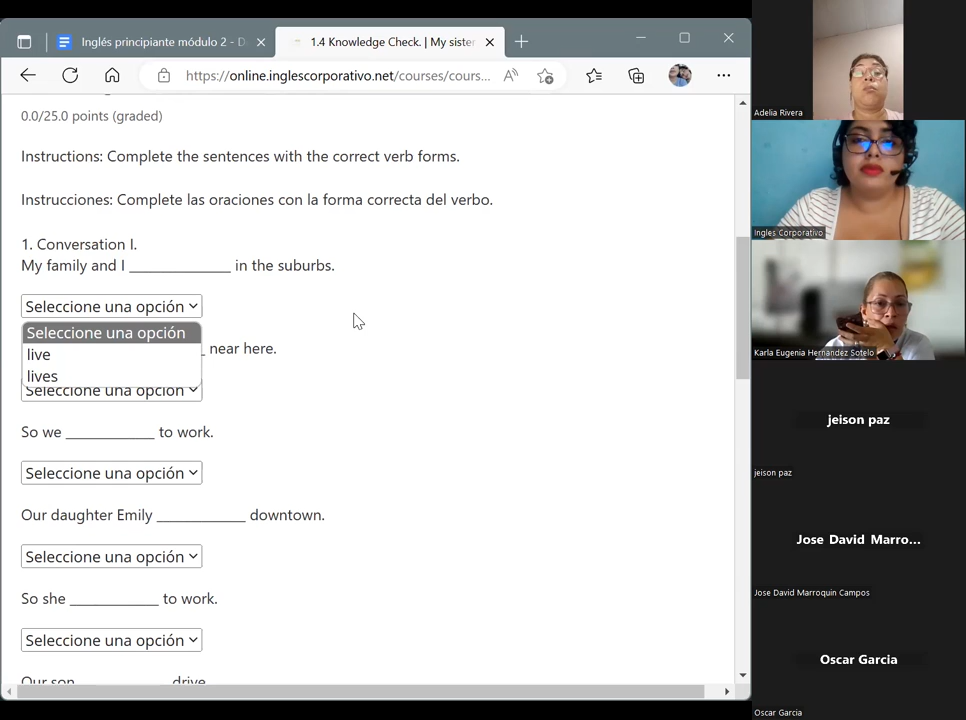 Inglés principiante módulo 2 - D
1.4 Knowledge Check. | My sister
https://online.inglescorporativo.net/courses/cours...
0.0/25.0 points (graded)
Instructions: Complete the sentences with the correct verb forms.
Instrucciones: Complete las oraciones con la forma correcta del verbo.
1. Conversation I.
My family and I _____________ in the suburbs.
Seleccione una opción
Seleccione una opción
live
lives
_ near here.
Seleccione una opción
So we ____________ to work.
Seleccione una opción
Our daughter Emily ____________ downtown.
Seleccione una opción
So she ____________ to work.
Seleccione una opción
Our son ____________ drive
Adelia Rivera
Ingles Corporativo
Karla Eugenia Hernandez Sotelo
jeison paz
jeison paz
Jose David Marro...
Jose David Marroquin Campos
Oscar Garcia
Oscar Garcia